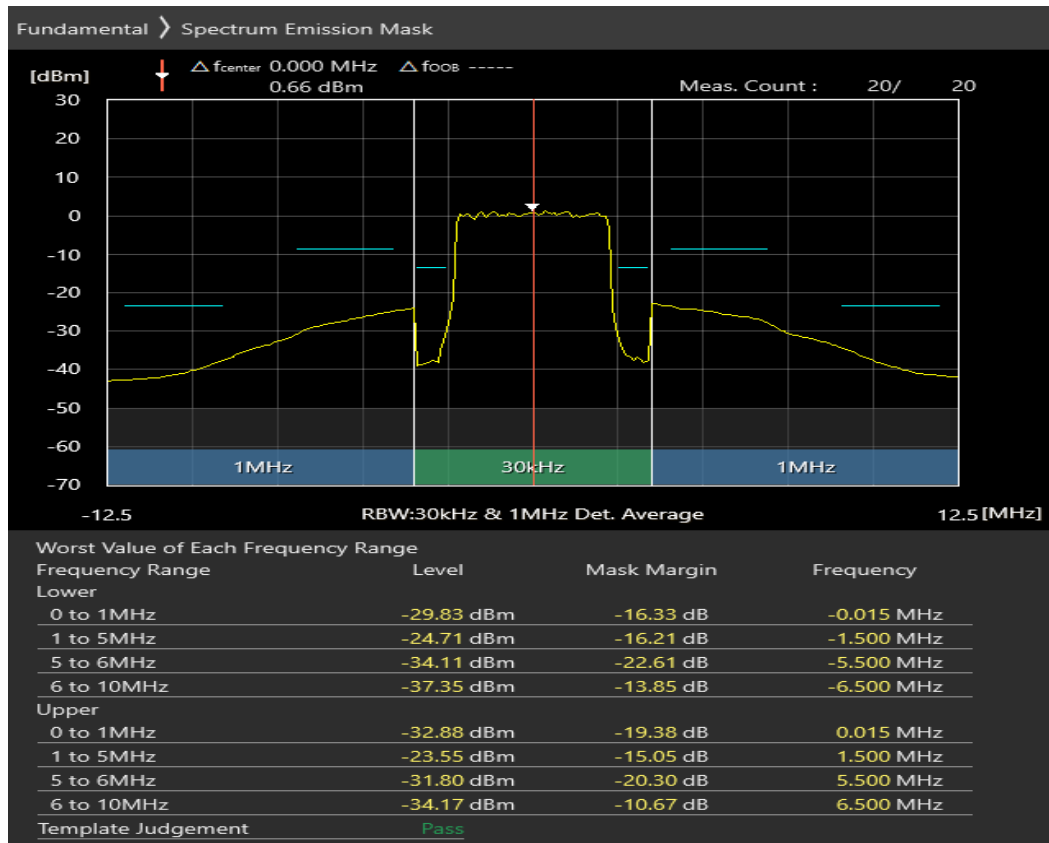 Fundamental 〉 Spectrum Emission Mask
[dBm] △ fcenter 0.000 MHz △ fOOB -----
0.66 dBm Meas. Count : 20/ 20
30
20
10
0
-10
-20
-30
-40
-50
-60
-70
1MHz 30kHz 1MHz
-12.5 RBW:30kHz & 1MHz Det. Average 12.5 [MHz]
Worst Value of Each Frequency Range
Frequency Range Level Mask Margin Frequency
Lower
0 to 1MHz -29.83 dBm -16.33 dB -0.015 MHz
1 to 5MHz -24.71 dBm -16.21 dB -1.500 MHz
5 to 6MHz -34.11 dBm -22.61 dB -5.500 MHz
6 to 10MHz -37.35 dBm -13.85 dB -6.500 MHz
Upper
0 to 1MHz -32.88 dBm -19.38 dB 0.015 MHz
1 to 5MHz -23.55 dBm -15.05 dB 1.500 MHz
5 to 6MHz -31.80 dBm -20.30 dB 5.500 MHz
6 to 10MHz -34.17 dBm -10.67 dB 6.500 MHz
Template Judgement Pass